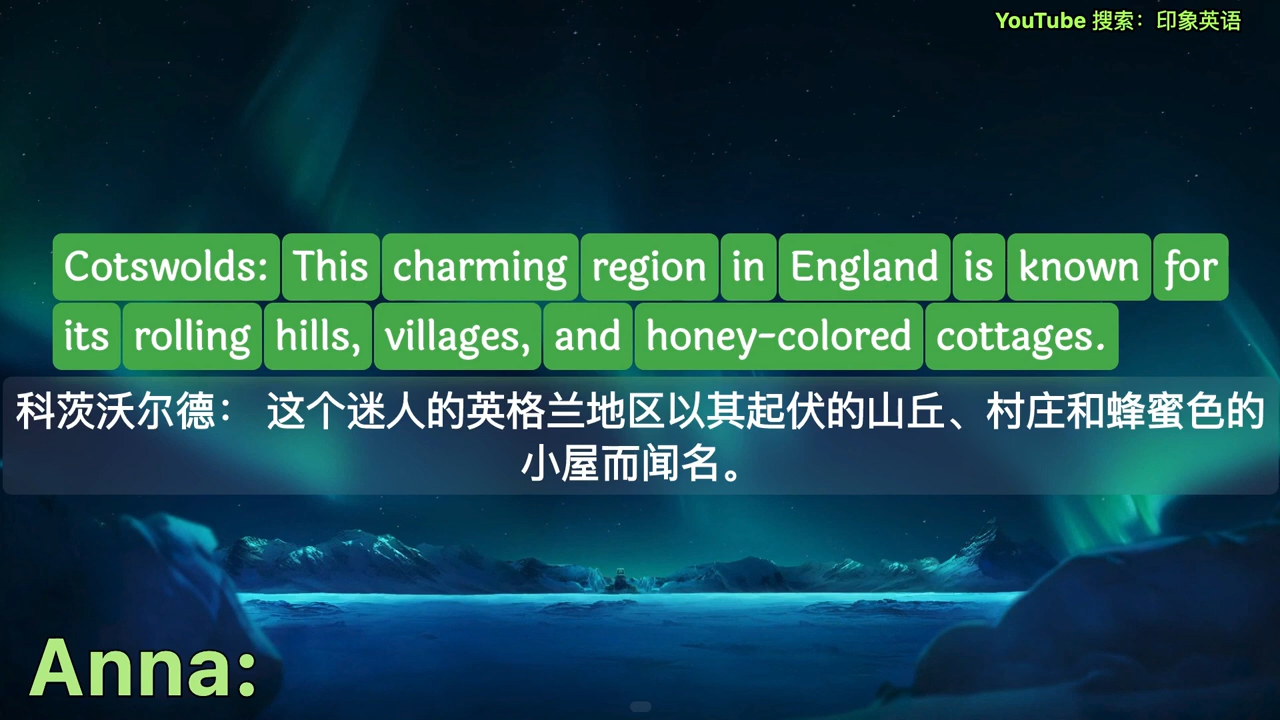 YouTube 搜索：印象英语
Cotswolds: This charming region in England is known for
its rolling hills, villages, and honey-colored cottages.
科茨沃尔德： 这个迷人的英格兰地区以其起伏的山丘、村庄和蜂蜜色的
小屋而闻名。
Anna: